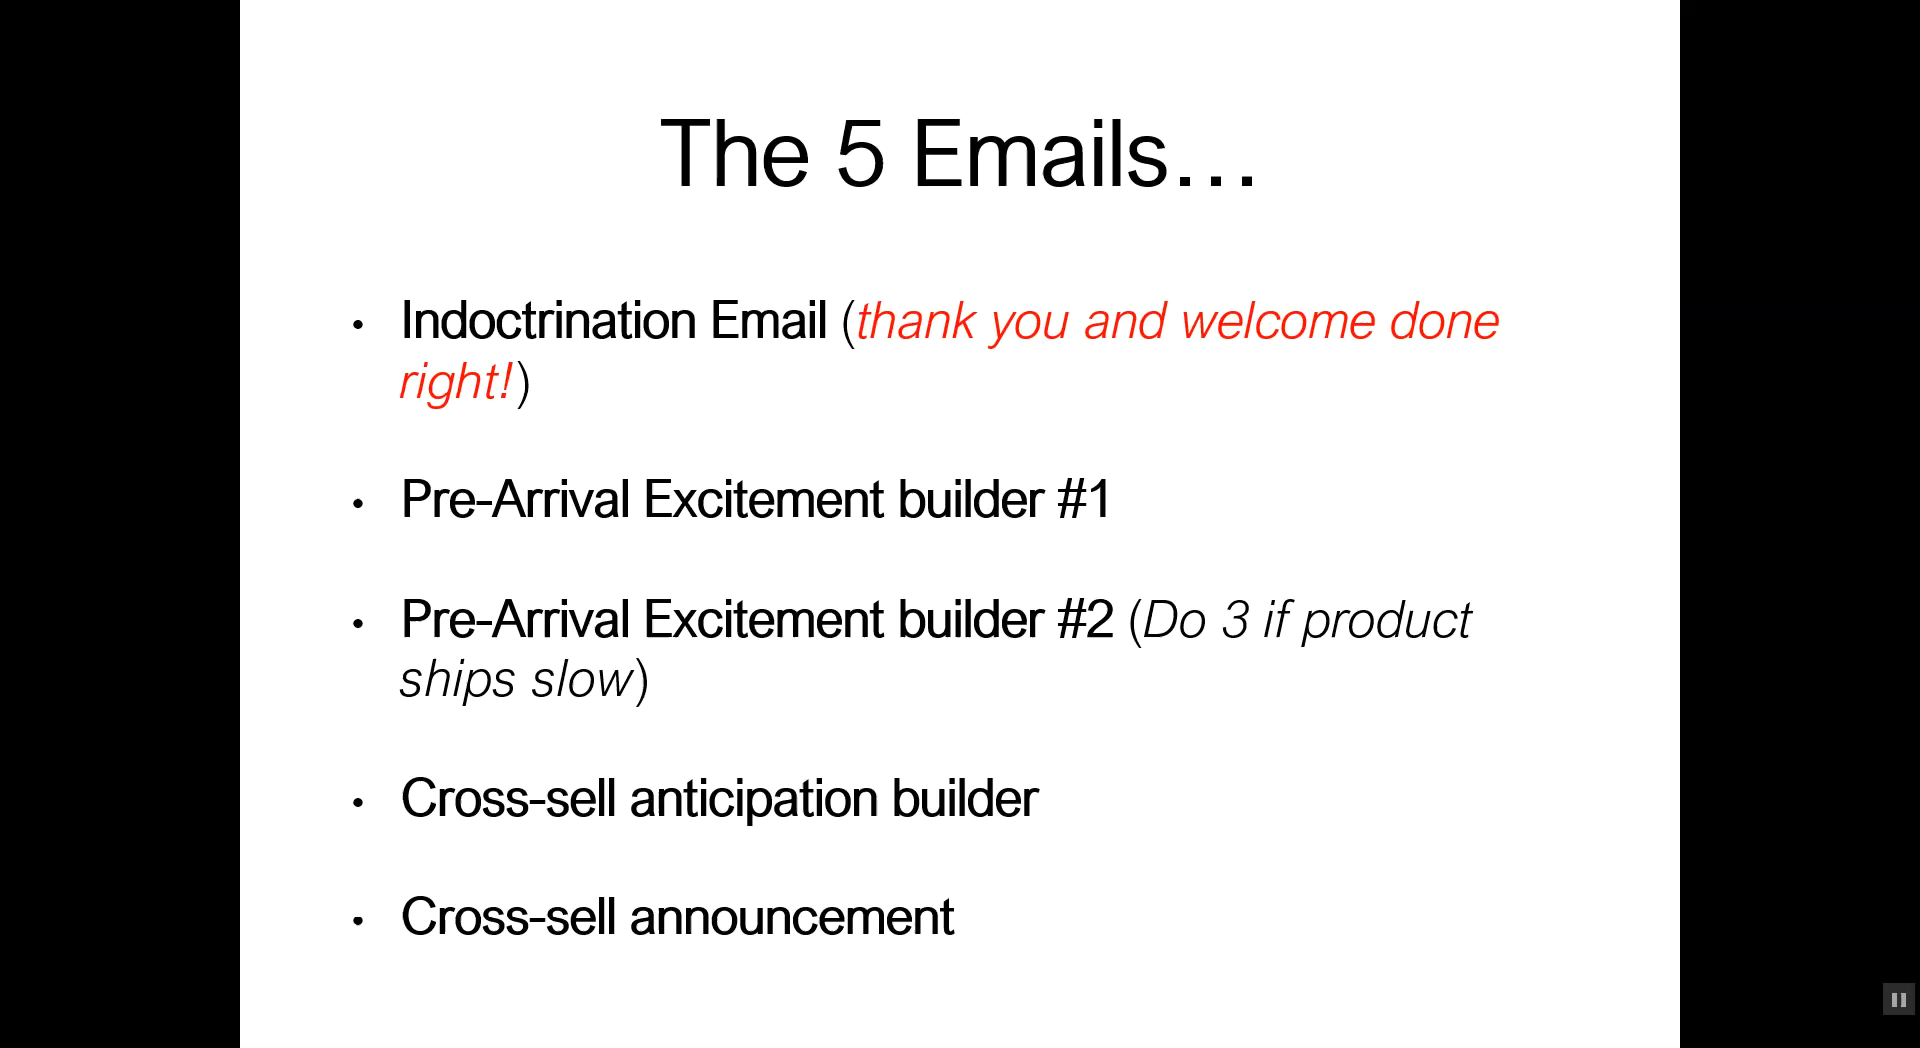 The 5 Emails…
• Indoctrination Email (thank you and welcome done
right!)
• Pre-Arrival Excitement builder #1
• Pre-Arrival Excitement builder #2 (Do 3 if product
ships slow)
• Cross-sell anticipation builder
• Cross-sell announcement